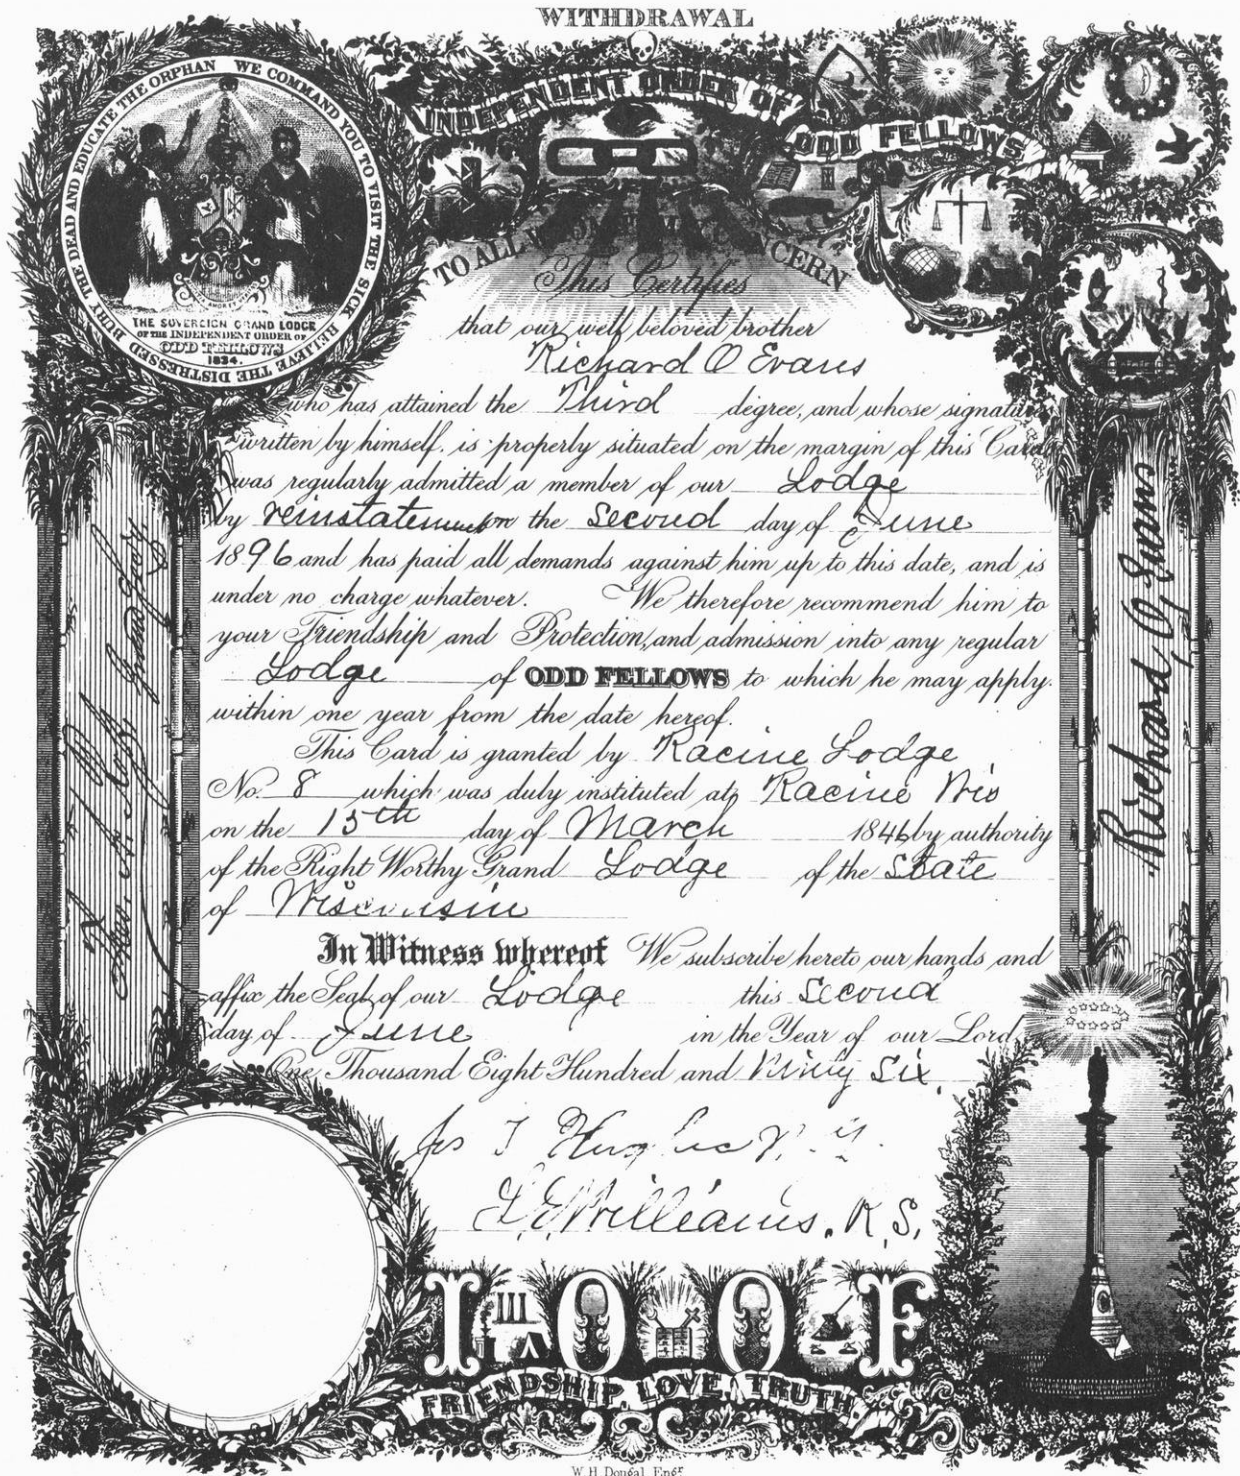 WITHDRAWAL
INDEPENDENT ORDER OF
ODD FELLOWS
WE COMMAND YOU TO VISIT THE SICK RELIEVE THE DISTRESSED BURY THE DEAD AND EDUCATE THE ORPHAN
THE SOVEREIGN GRAND LODGE
OF THE INDEPENDENT ORDER OF
ODD FELLOWS
1834.
TO ALL WHOM IT MAY CONCERN
This Certifies
that our well beloved brother
Richard O Evans
who has attained the Third degree, and whose signature
written by himself, is properly situated on the margin of this Card
was regularly admitted a member of our Lodge
by reinstatement on the Second day of June
1896 and has paid all demands against him up to this date, and is
under no charge whatever. We therefore recommend him to
your Friendship and Protection, and admission into any regular
Lodge of ODD FELLOWS to which he may apply.
within one year from the date hereof.
This Card is granted by Racine Lodge
No. 8 which was duly instituted at Racine Wis
on the 15th day of March 1846 by authority
of the Right Worthy Grand Lodge of the State
of Wisconsin
In Witness whereof We subscribe hereto our hands and
affix the Seal of our Lodge this Second
day of June in the Year of our Lord
One Thousand Eight Hundred and Ninty Six.
L E Williams, R.S.
Richard O Evans
I O O F
FRIENDSHIP, LOVE, TRUTH
W. H. Dougal, Engr